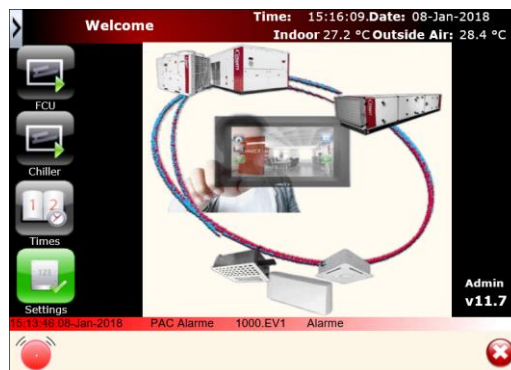 Welcome
Time: 15:16:09.Date: 08-Jan-2018
Indoor 27.2 °C Outside Air: 28.4 °C
FCU
Chiller
1 2
Times
123
Settings
Admin
v11.7
15:13:46 08-Jan-2018 PAC Alarme 1000.EV1 Alarme